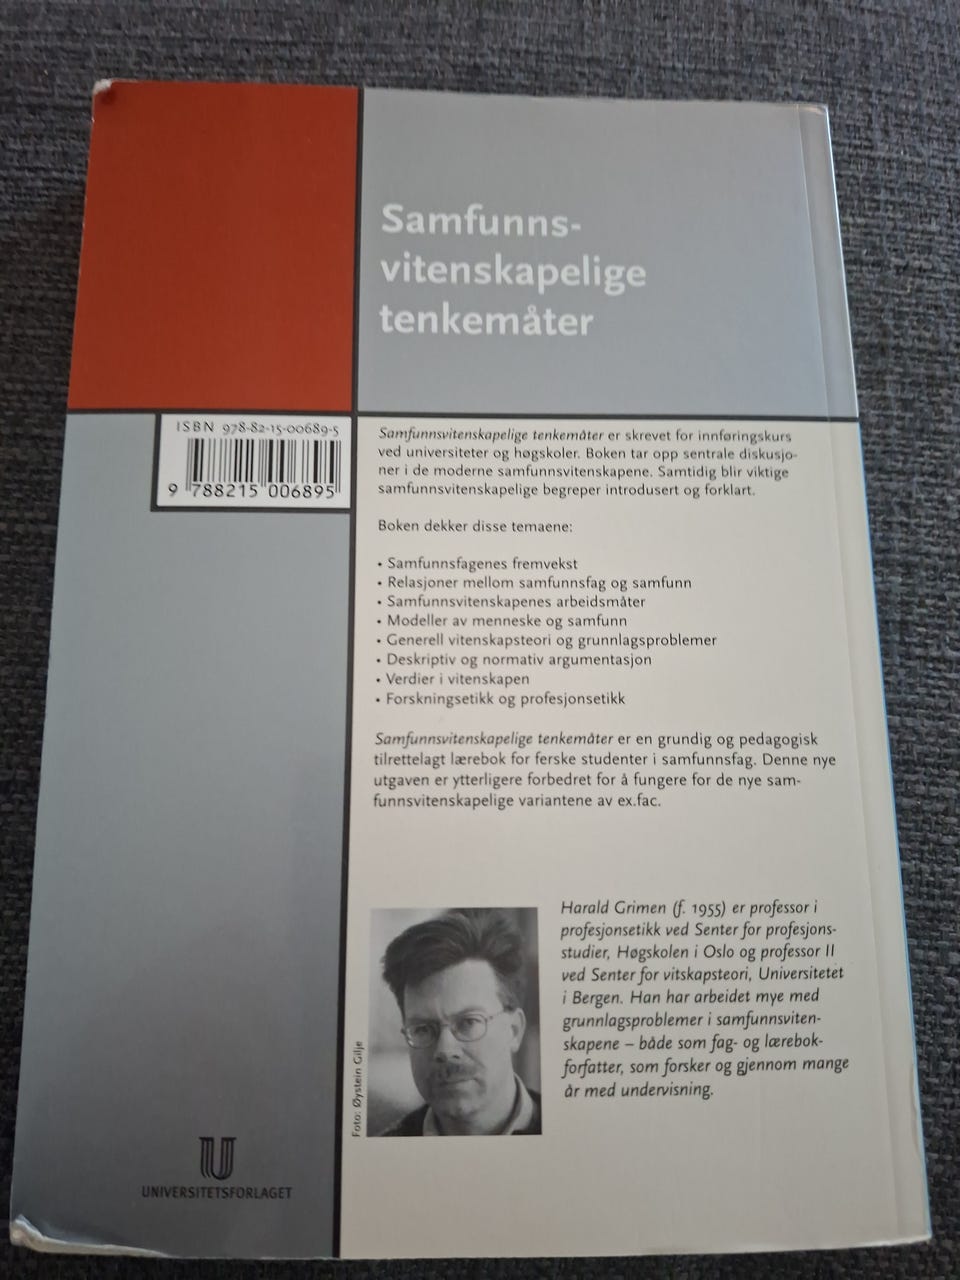 Samfunns-
vitenskapelige
tenkemåter
ISBN 978-82-15-00689-5
9 788215 006895
Samfunnsvitenskapelige tenkemåter er skrevet for innføringskurs
ved universiteter og høgskoler. Boken tar opp sentrale diskusjo-
ner i de moderne samfunnsvitenskapene. Samtidig blir viktige
samfunnsvitenskapelige begreper introdusert og forklart.
Boken dekker disse temaene:
• Samfunnsfagenes fremvekst
• Relasjoner mellom samfunnsfag og samfunn
• Samfunnsvitenskapenes arbeidsmåter
• Modeller av menneske og samfunn
• Generell vitenskapsteori og grunnlagsproblemer
• Deskriptiv og normativ argumentasjon
• Verdier i vitenskapen
• Forskningsetikk og profesjonsetikk
Samfunnsvitenskapelige tenkemåter er en grundig og pedagogisk
tilrettelagt lærebok for ferske studenter i samfunnsfag. Denne nye
utgaven er ytterligere forbedret for å fungere for de nye sam-
funnsvitenskapelige variantene av ex.fac.
Harald Grimen (f. 1955) er professor i
profesjonsetikk ved Senter for profesjons-
studier, Høgskolen i Oslo og professor II
ved Senter for vitskapsteori, Universitetet
i Bergen. Han har arbeidet mye med
grunnlagsproblemer i samfunnsviten-
skapene – både som fag- og lærebok-
forfatter, som forsker og gjennom mange
år med undervisning.
Foto: Øystein Gilje
UNIVERSITETSFORLAGET